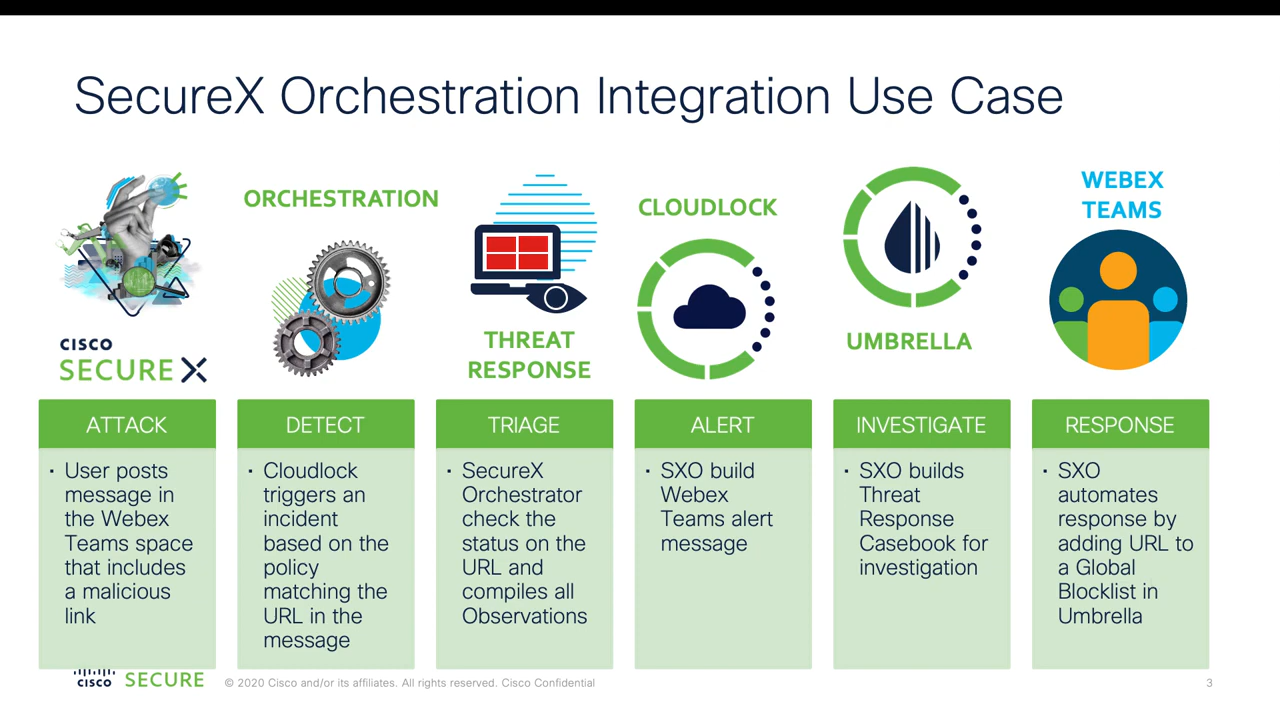 SecureX Orchestration Integration Use Case
CISCO
SECURE X
ORCHESTRATION
THREAT
RESPONSE
CLOUDLOCK
UMBRELLA
WEBEX
TEAMS
ATTACK
· User posts
message in
the Webex
Teams space
that includes
a malicious
link
DETECT
· Cloudlock
triggers an
incident
based on the
policy
matching the
URL in the
message
TRIAGE
· SecureX
Orchestrator
check the
status on the
URL and
compiles all
Observations
ALERT
· SXO build
Webex
Teams alert
message
INVESTIGATE
· SXO builds
Threat
Response
Casebook for
investigation
RESPONSE
· SXO
automates
response by
adding URL to
a Global
Blocklist in
Umbrella
CISCO SECURE
© 2020 Cisco and/or its affiliates. All rights reserved. Cisco Confidential
3